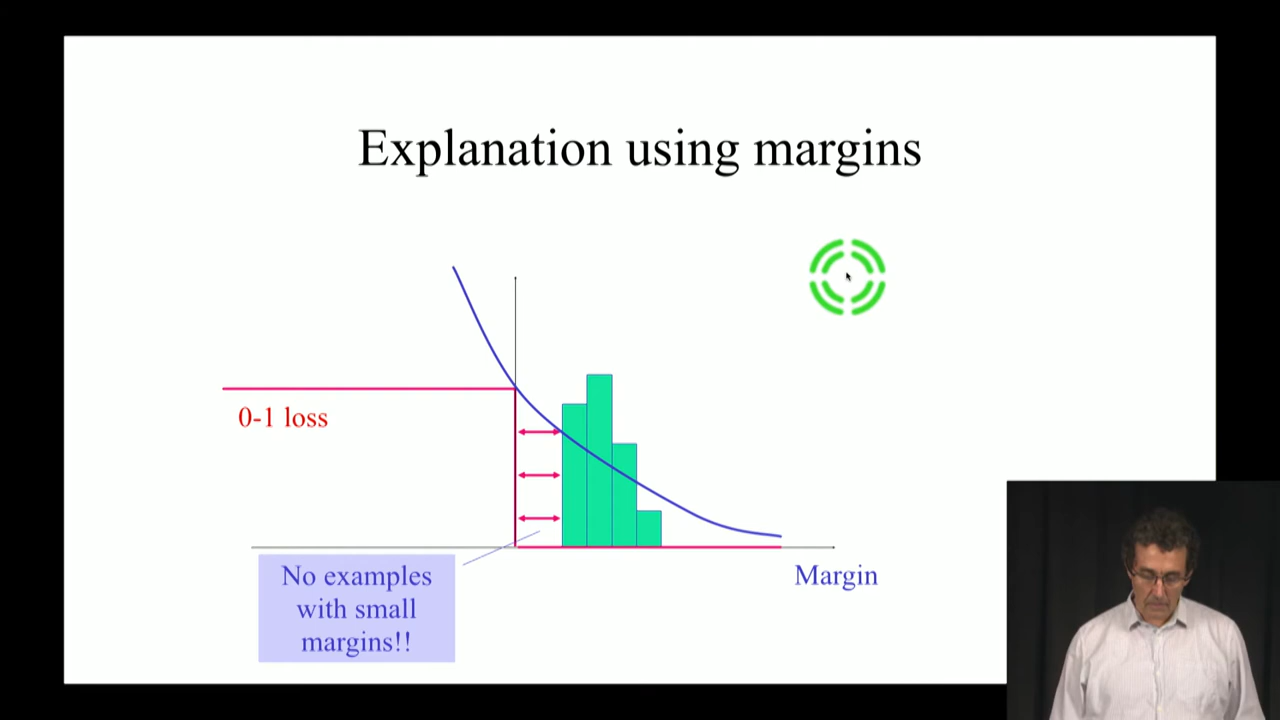 Explanation using margins
0-1 loss
No examples
with small
margins!!
Margin